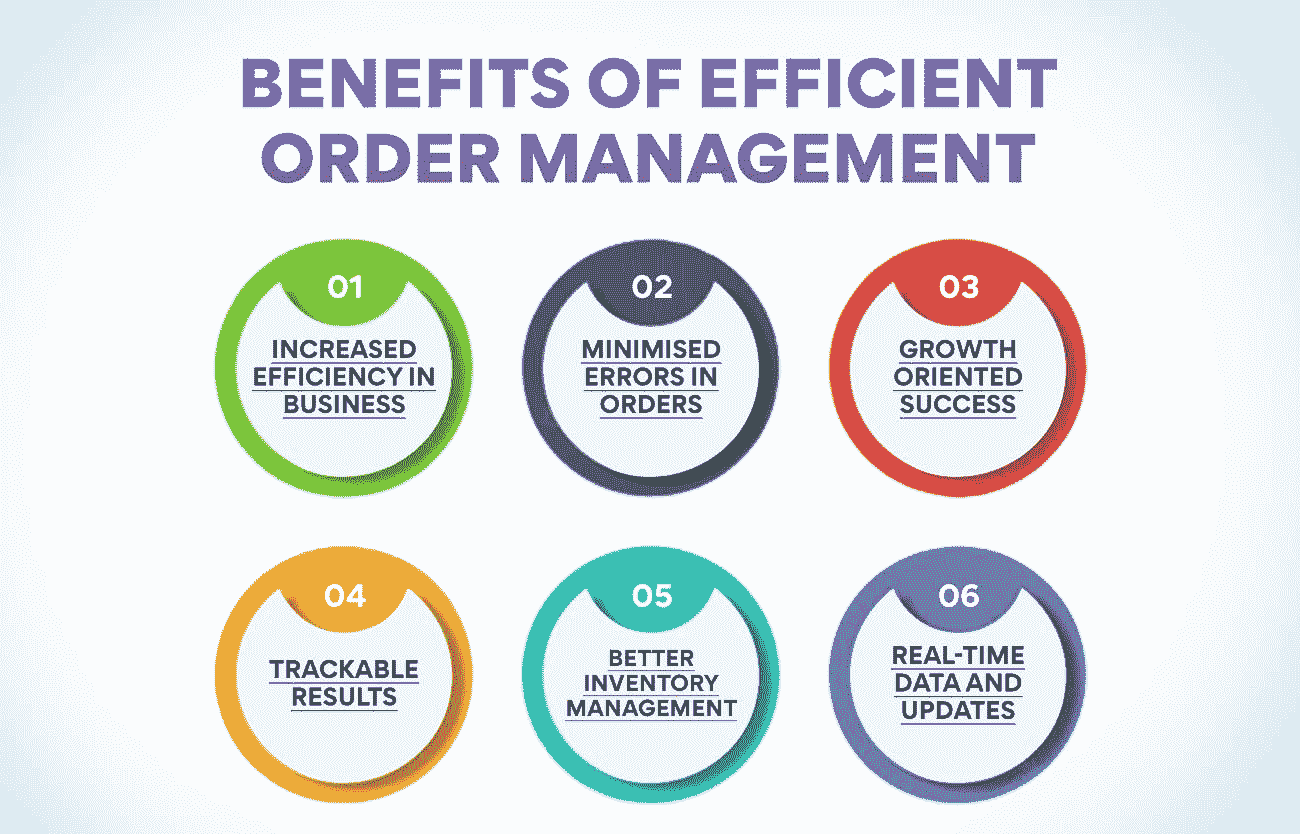 BENEFITS OF EFFICIENT
ORDER MANAGEMENT
01
INCREASED
EFFICIENCY IN
BUSINESS
02
MINIMISED
ERRORS IN
ORDERS
03
GROWTH
ORIENTED
SUCCESS
04
TRACKABLE
RESULTS
05
BETTER
INVENTORY
MANAGEMENT
06
REAL-TIME
DATA AND
UPDATES